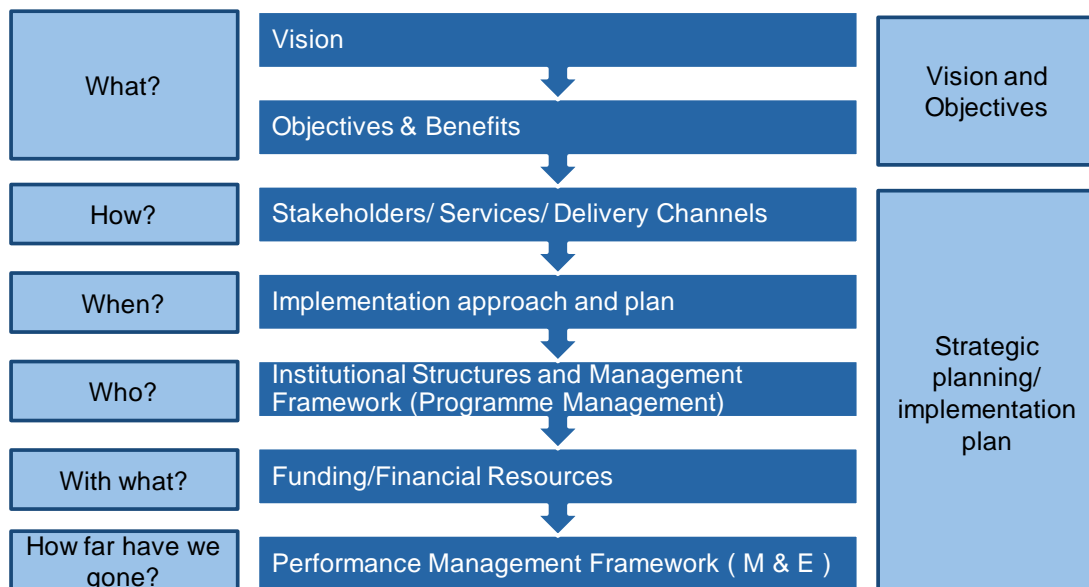 What?
Vision
Objectives & Benefits
Vision and
Objectives
How?
Stakeholders/ Services/ Delivery Channels
When?
Implementation approach and plan
Who?
Institutional Structures and Management
Framework (Programme Management)
With what?
Funding/Financial Resources
How far have we
gone?
Performance Management Framework ( M & E )
Strategic
planning/
implementation
plan